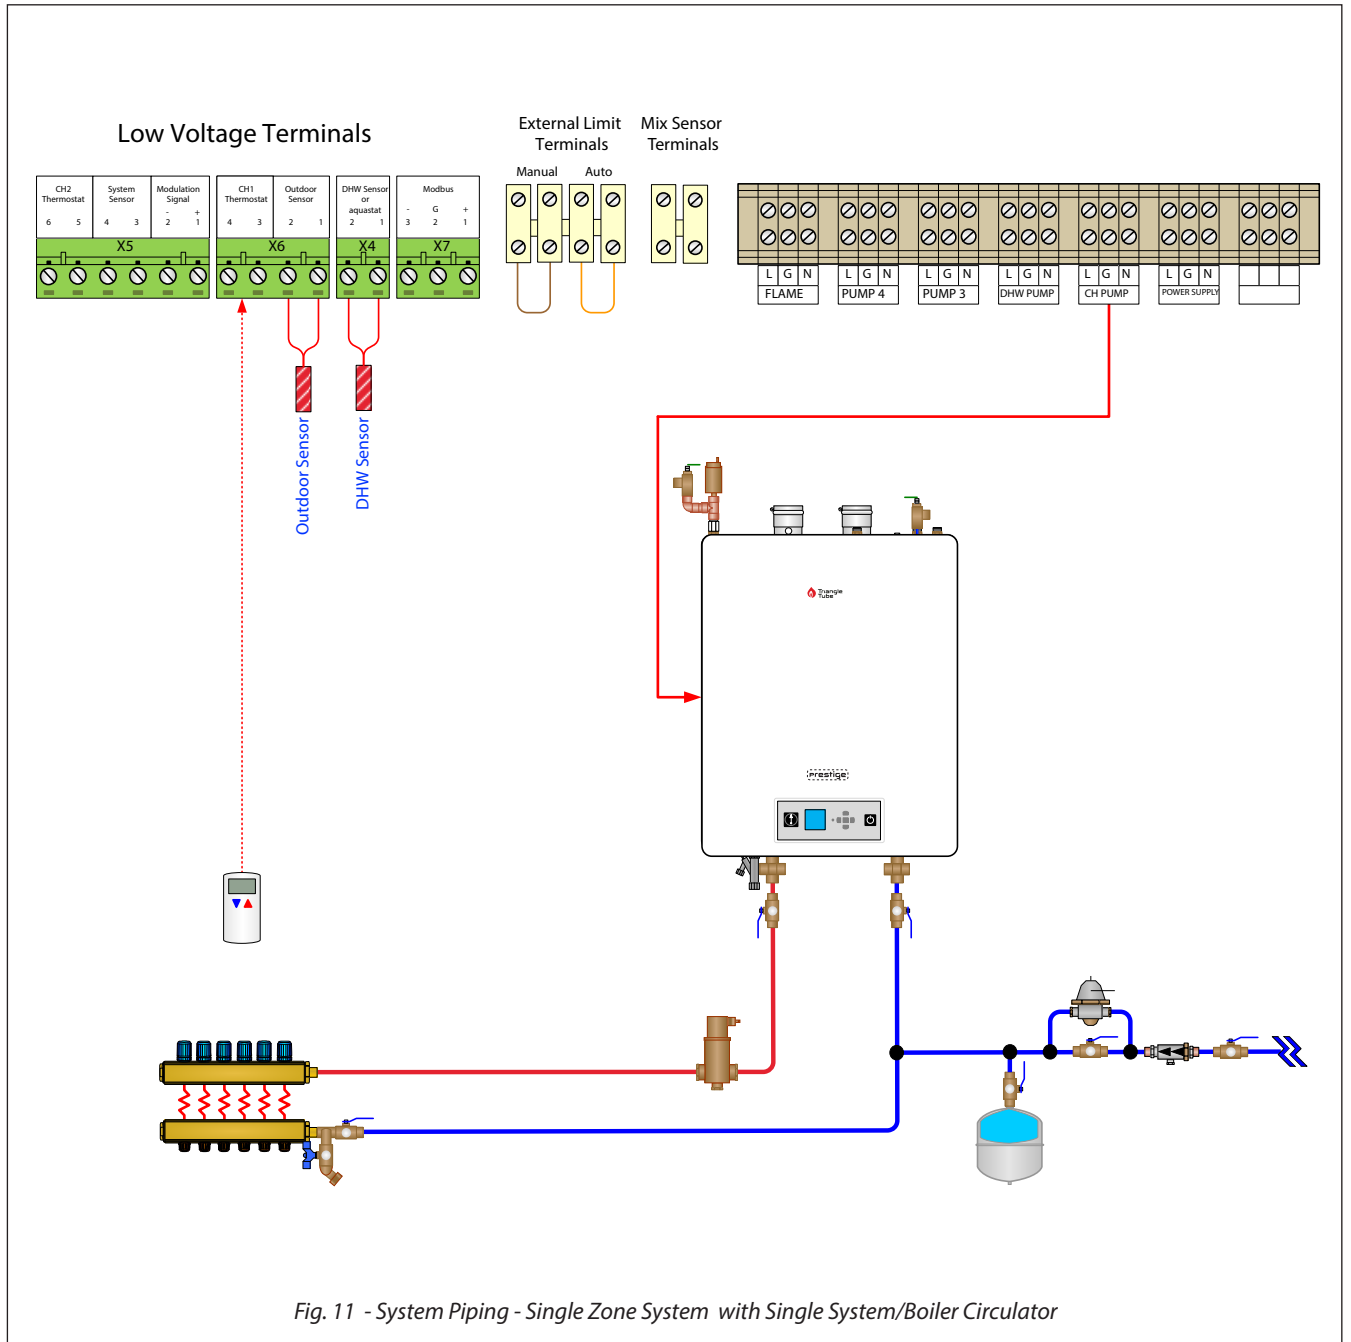 Low Voltage Terminals
External Limit
Terminals
Mix Sensor
Terminals
Manual
Auto
CH2
Thermostat
6 5
System
Sensor
4 3
Modulation
Signal
- +
2 1
CH1
Thermostat
4 3
Outdoor
Sensor
2 1
DHW Sensor
or
aquastat
2 1
Modbus
- G +
3 2 1
X5
X6
X4
X7
L G N
FLAME
L G N
PUMP 4
L G N
PUMP 3
L G N
DHW PUMP
L G N
CH PUMP
L G N
POWER SUPPLY
Outdoor Sensor
DHW Sensor
Triangle
Tube
Prestige
Fig. 11 - System Piping - Single Zone System with Single System/Boiler Circulator